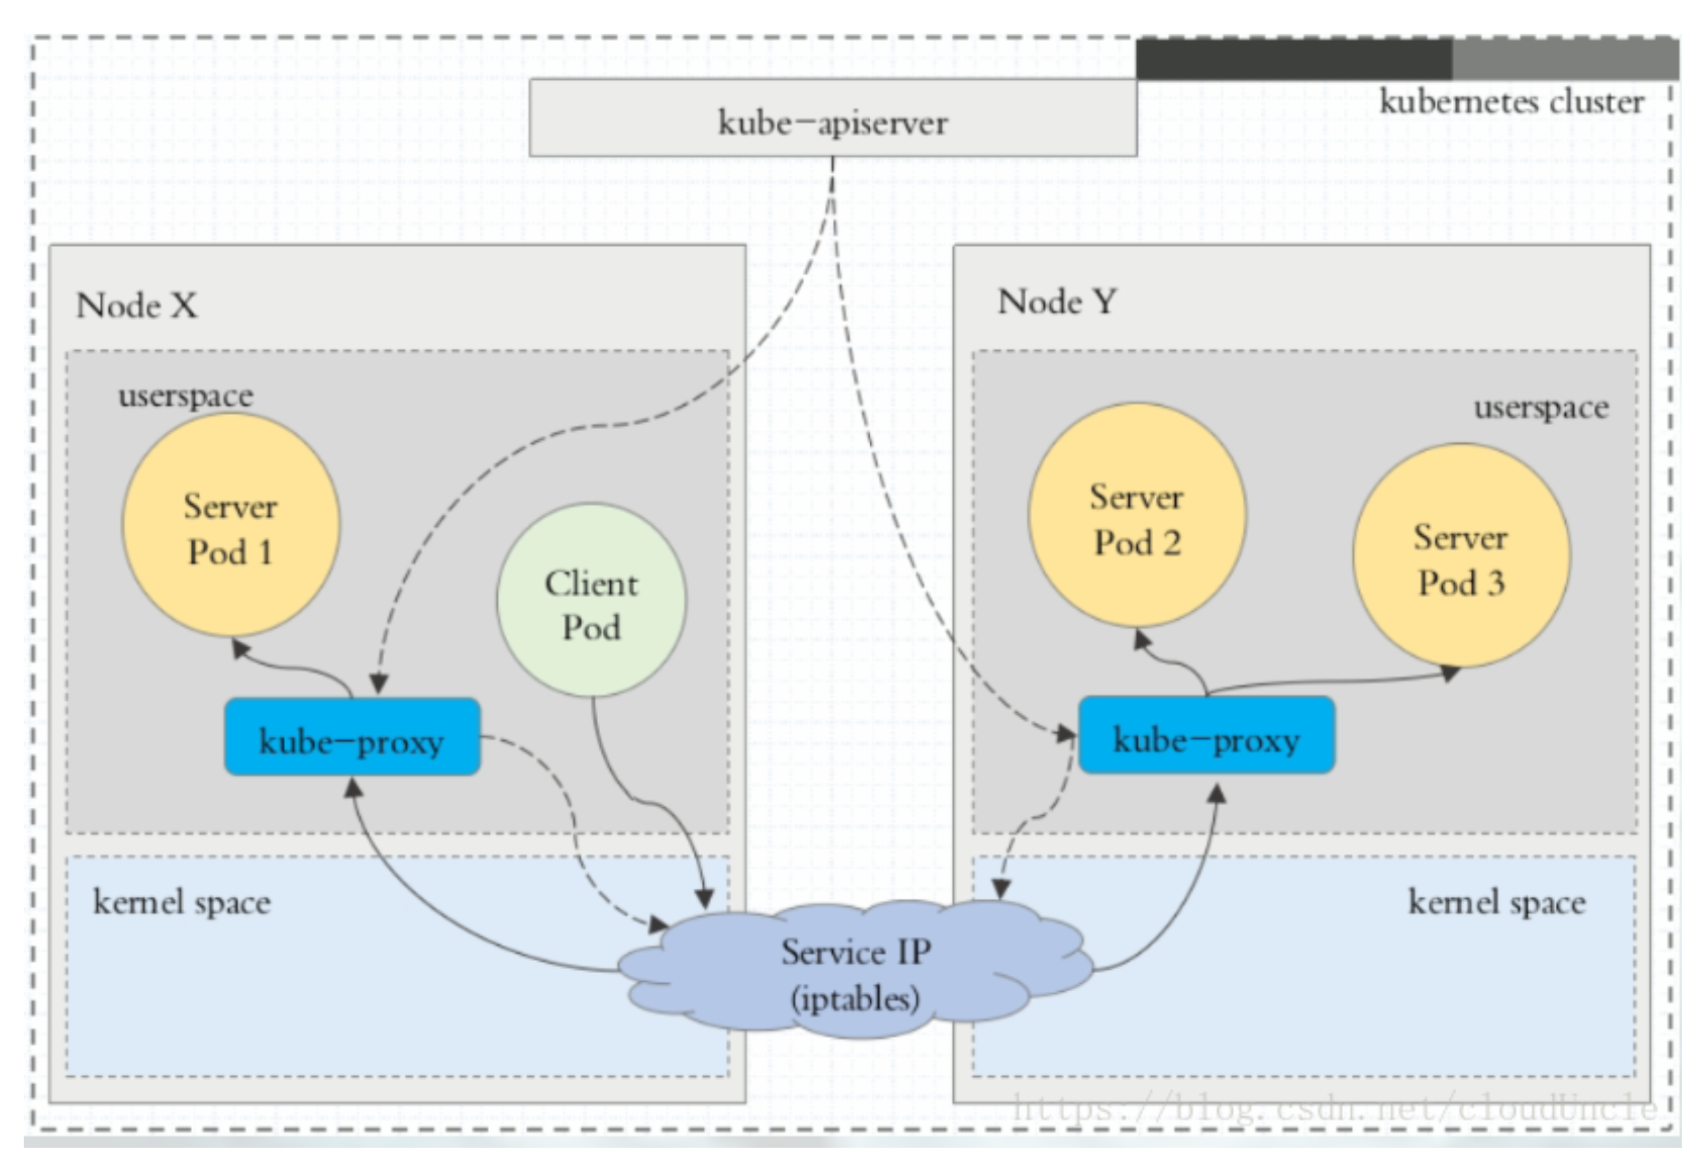 kube-apiserver
kubernetes cluster
Node X
userspace
Server
Pod 1
Client
Pod
kube-proxy
kernel space
Node Y
userspace
Server
Pod 2
Server
Pod 3
kube-proxy
kernel space
Service IP
(iptables)
https://blog.csdn.net/cloudUncle